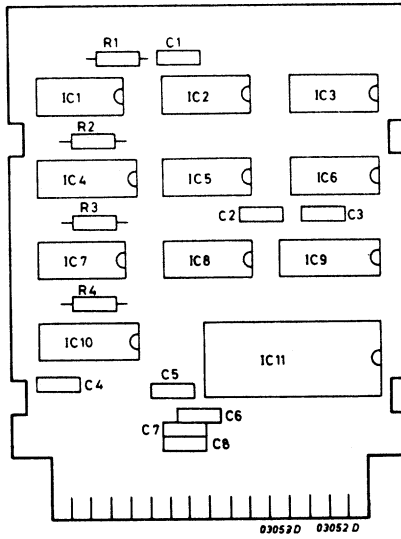 R1 C1
IC1 IC2 IC3
R2
IC4 IC5 IC6
R3 C2 C3
IC7 IC8 IC9
R4
IC10 IC11
C4 C5
C6
C7
C8
03053D 03052D